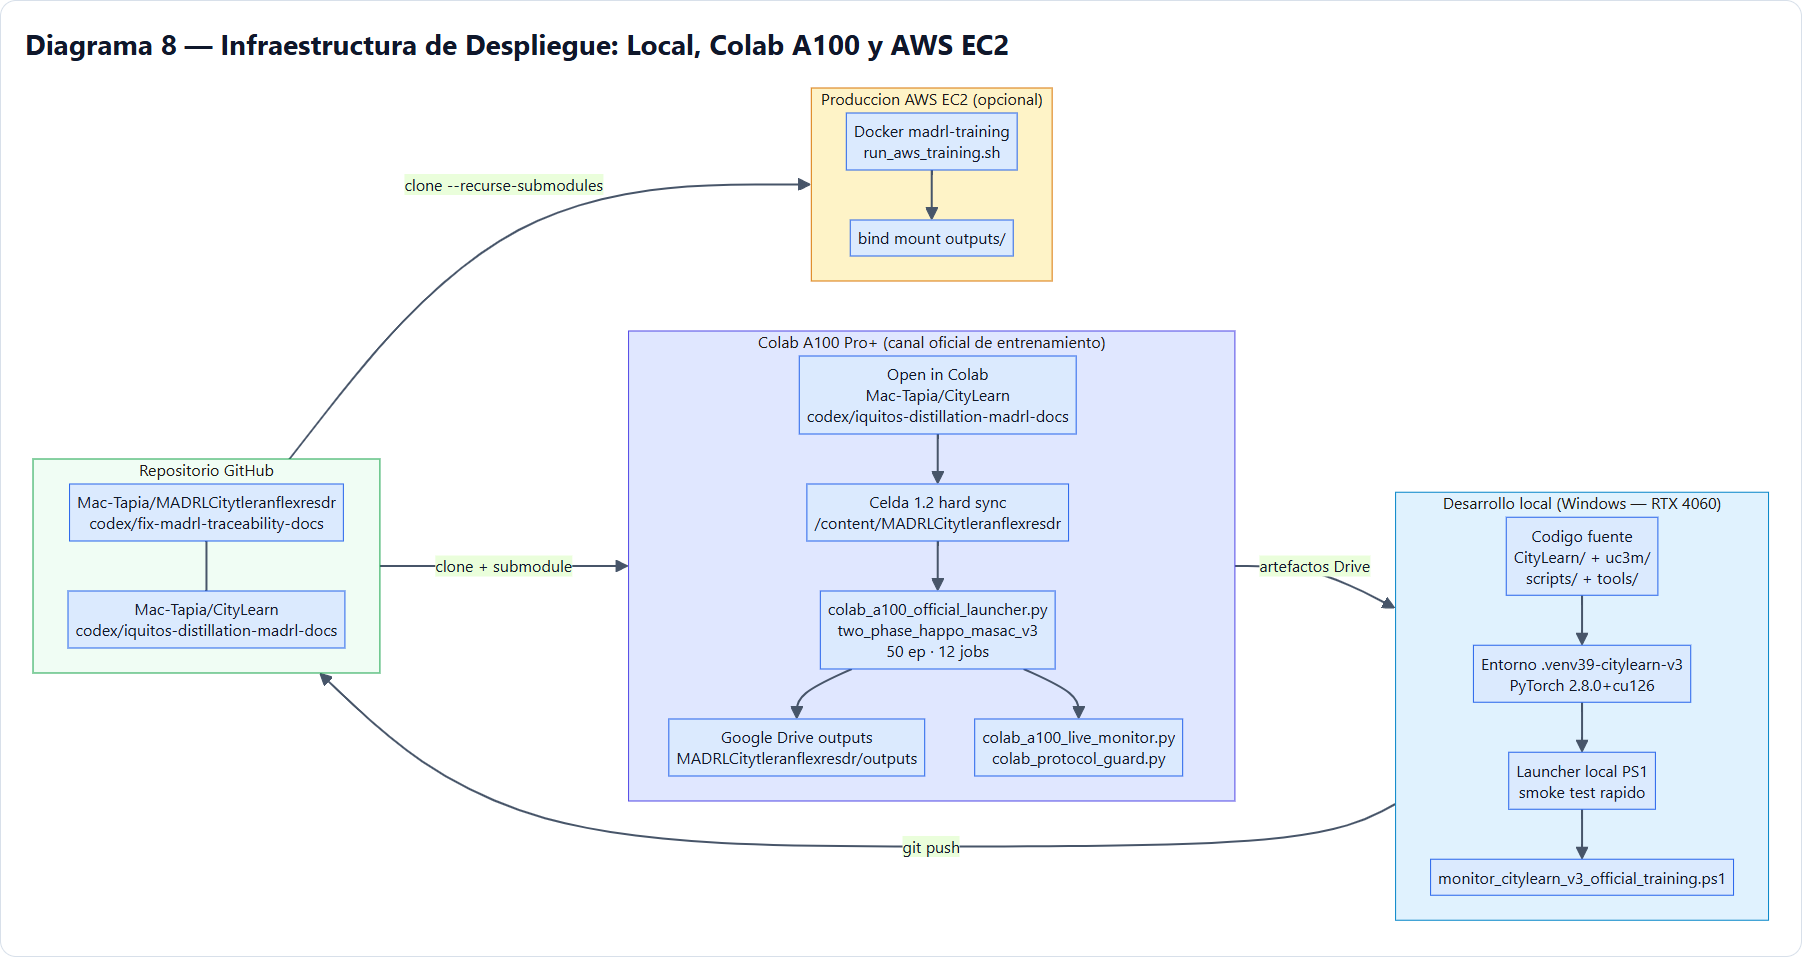 Diagrama 8 — Infraestructura de Despliegue: Local, Colab A100 y AWS EC2
Produccion AWS EC2 (opcional)
Docker madrl-training
run_aws_training.sh
bind mount outputs/
clone --recurse-submodules
Colab A100 Pro+ (canal oficial de entrenamiento)
Open in Colab
Mac-Tapia/CityLearn
codex/iquitos-distillation-madrl-docs
Celda 1.2 hard sync
/content/MADRLCitytleranflexresdr
colab_a100_official_launcher.py
two_phase_happo_masac_v3
50 ep · 12 jobs
Google Drive outputs
MADRLCitytleranflexresdr/outputs
colab_a100_live_monitor.py
colab_protocol_guard.py
Repositorio GitHub
Mac-Tapia/MADRLCitytleranflexresdr
codex/fix-madrl-traceability-docs
Mac-Tapia/CityLearn
codex/iquitos-distillation-madrl-docs
clone + submodule
artefactos Drive
Desarrollo local (Windows — RTX 4060)
Codigo fuente
CityLearn/ + uc3m/
scripts/ + tools/
Entorno .venv39-citylearn-v3
PyTorch 2.8.0+cu126
Launcher local PS1
smoke test rapido
monitor_citylearn_v3_official_training.ps1
git push